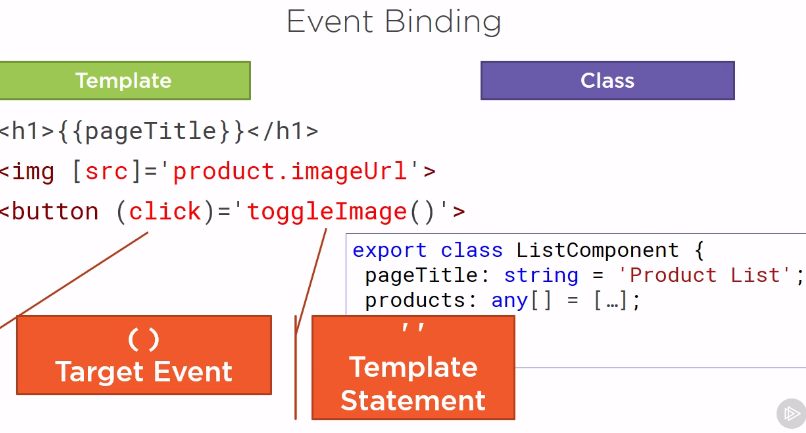 Event Binding
Template
Class
<h1>{{pageTitle}}</h1>
<img [src]='product.imageUrl'>
<button (click)='toggleImage()'>
export class ListComponent {
pageTitle: string = 'Product List';
products: any[] = […];
()
Target Event
' '
Template
Statement